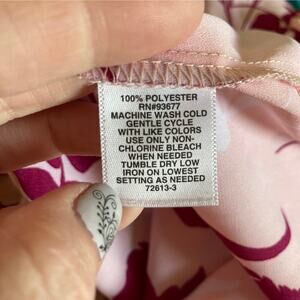 100% POLYESTER
RN#93677
MACHINE WASH COLD
GENTLE CYCLE
WITH LIKE COLORS
USE ONLY NON-
CHLORINE BLEACH
WHEN NEEDED
TUMBLE DRY LOW
IRON ON LOWEST
SETTING AS NEEDED
72613-3